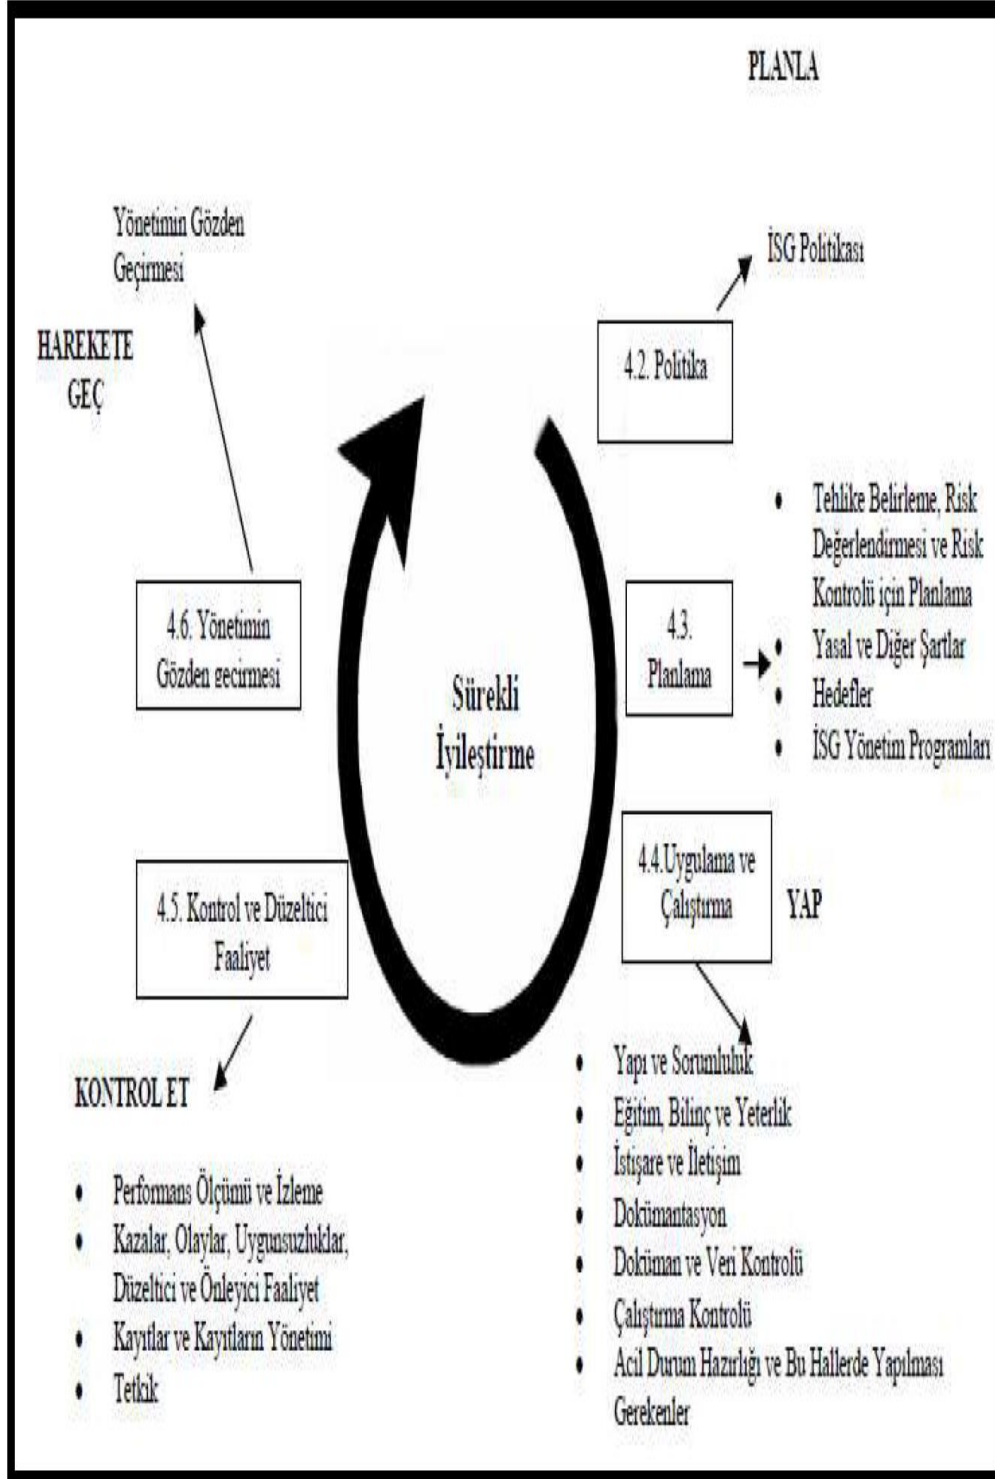 PLANLA
İSG Politikası
4.2. Politika
Tehlike Belirleme, Risk
Değerlendirmesi ve Risk
Kontrolü için Planlama
Yasal ve Diğer Şartlar
Hedefler
İSG Yönetim Programları
4.3.
Planlama
4.4.Uygulama ve
Çalıştırma
YAP
Yapı ve Sorumluluk
Eğitim, Bilinç ve Yeterlik
İstişare ve İletişim
Dokümantasyon
Doküman ve Veri Kontrolü
Çalıştırma Kontrolü
Acil Durum Hazırlığı ve Bu Hallerde Yapılması
Gerekenler
4.5. Kontrol ve Düzeltici
Faaliyet
KONTROL ET
Performans Ölçümü ve İzleme
Kazalar, Olaylar, Uygunsuzluklar,
Düzeltici ve Önleyici Faaliyet
Kayıtlar ve Kayıtların Yönetimi
Tetkik
4.6. Yönetimin
Gözden gecirmesi
Yönetimin Gözden
Geçirmesi
HAREKETE
GEÇ
Sürekli
İyileştirme